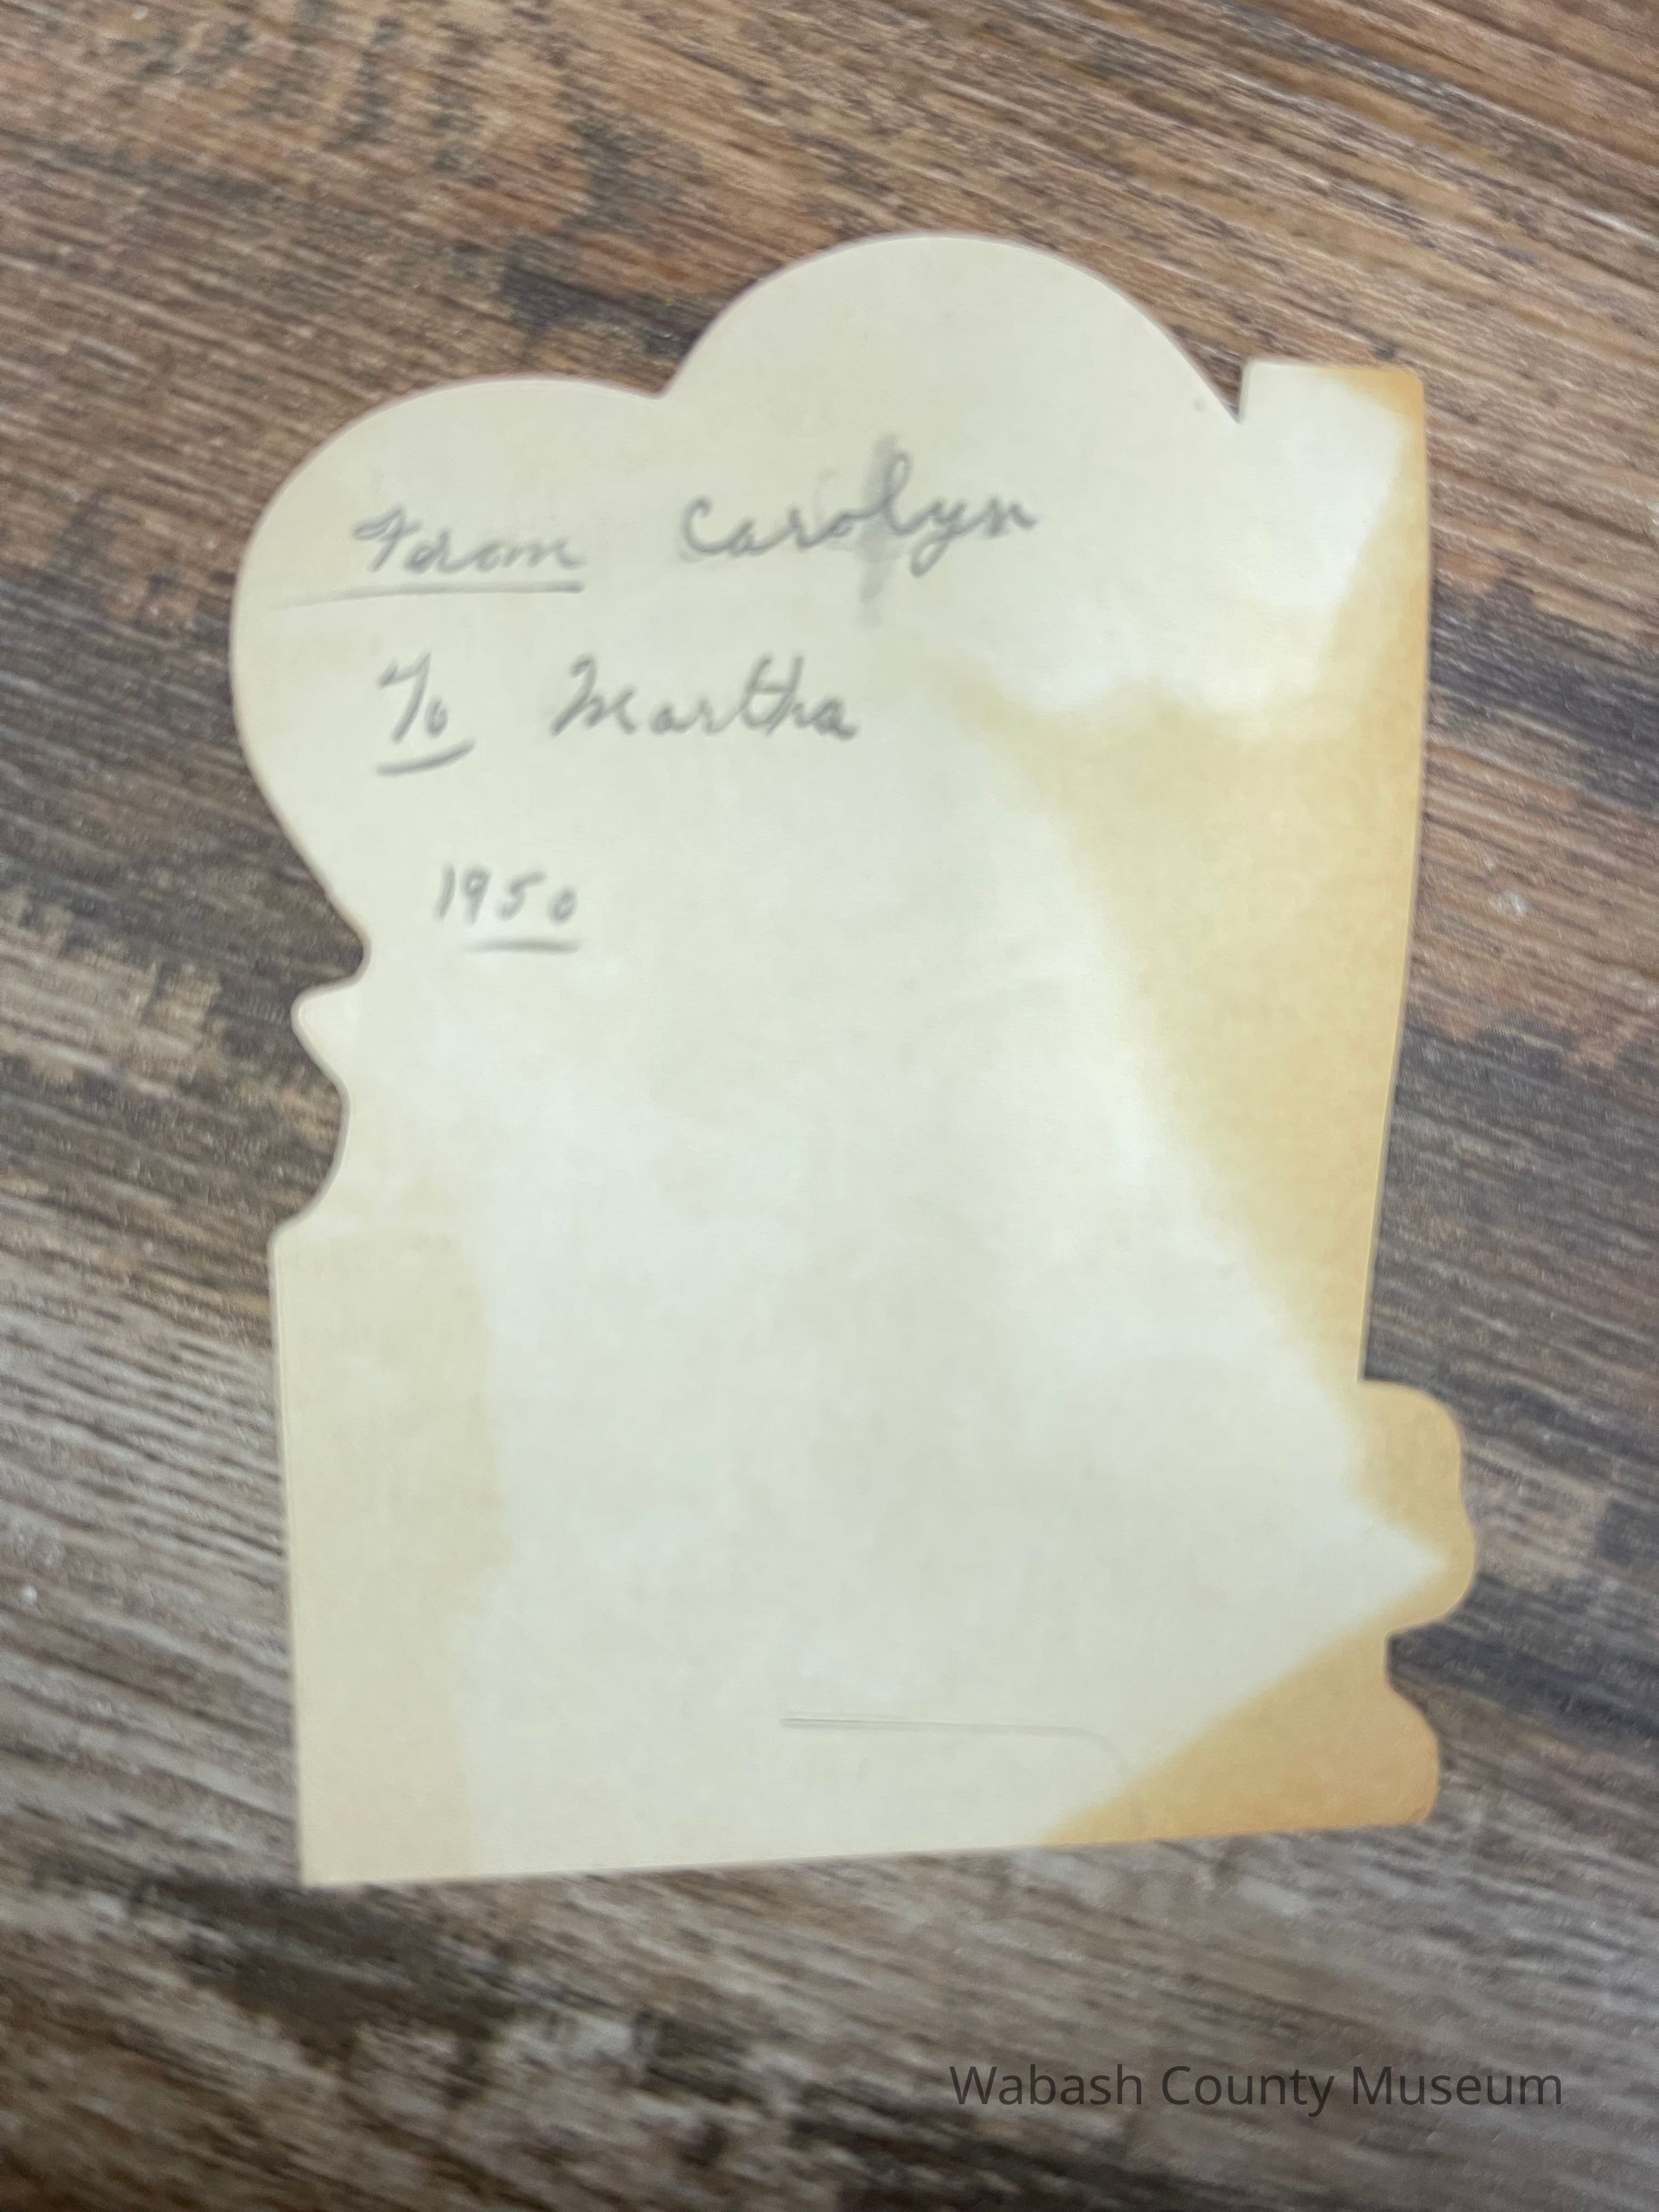 From Carolyn
To Martha
1950
Wabash County Museum